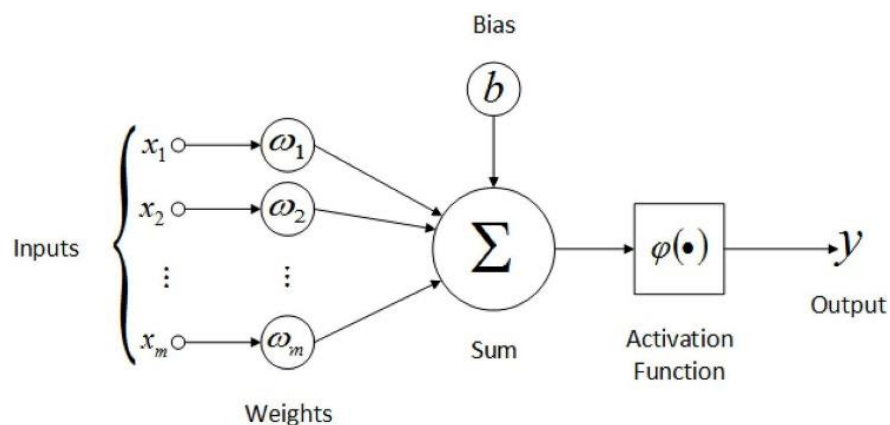 Bias
b
x₁ ω₁
x₂ ω₂
Inputs
⋮ ⋮
Σ
φ(•)
y
Output
xₘ ωₘ
Sum
Activation
Function
Weights